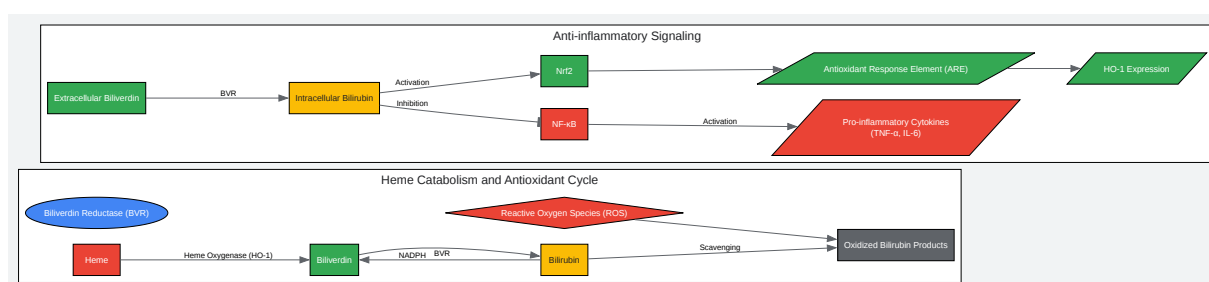 Anti-inflammatory Signaling
Extracellular Biliverdin
BVR
Intracellular Bilirubin
Activation
Inhibition
Nrf2
NF-κB
Activation
Antioxidant Response Element (ARE)
HO-1 Expression
Pro-inflammatory Cytokines
(TNF-α, IL-6)
Heme Catabolism and Antioxidant Cycle
Biliverdin Reductase (BVR)
Reactive Oxygen Species (ROS)
Heme
Heme Oxygenase (HO-1)
Biliverdin
NADPH
BVR
Bilirubin
Scavenging
Oxidized Bilirubin Products